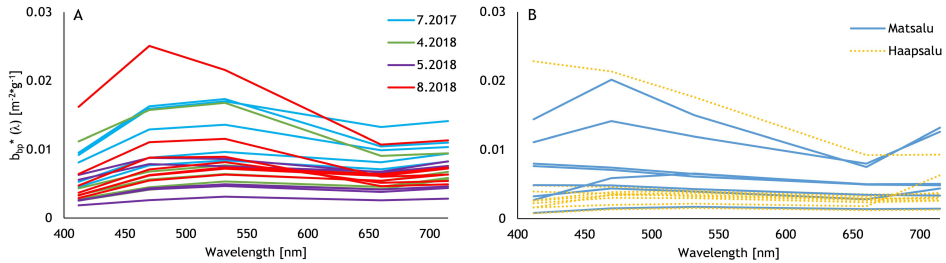 A
0.03
0.02
0.01
0
400 450 500 550 600 650 700
Wavelength [nm]
b_bp* (λ) [m⁻²*g⁻¹]
7.2017
4.2018
5.2018
8.2018
B
0.03
0.02
0.01
0
400 450 500 550 600 650 700
Wavelength [nm]
Matsalu
Haapsalu